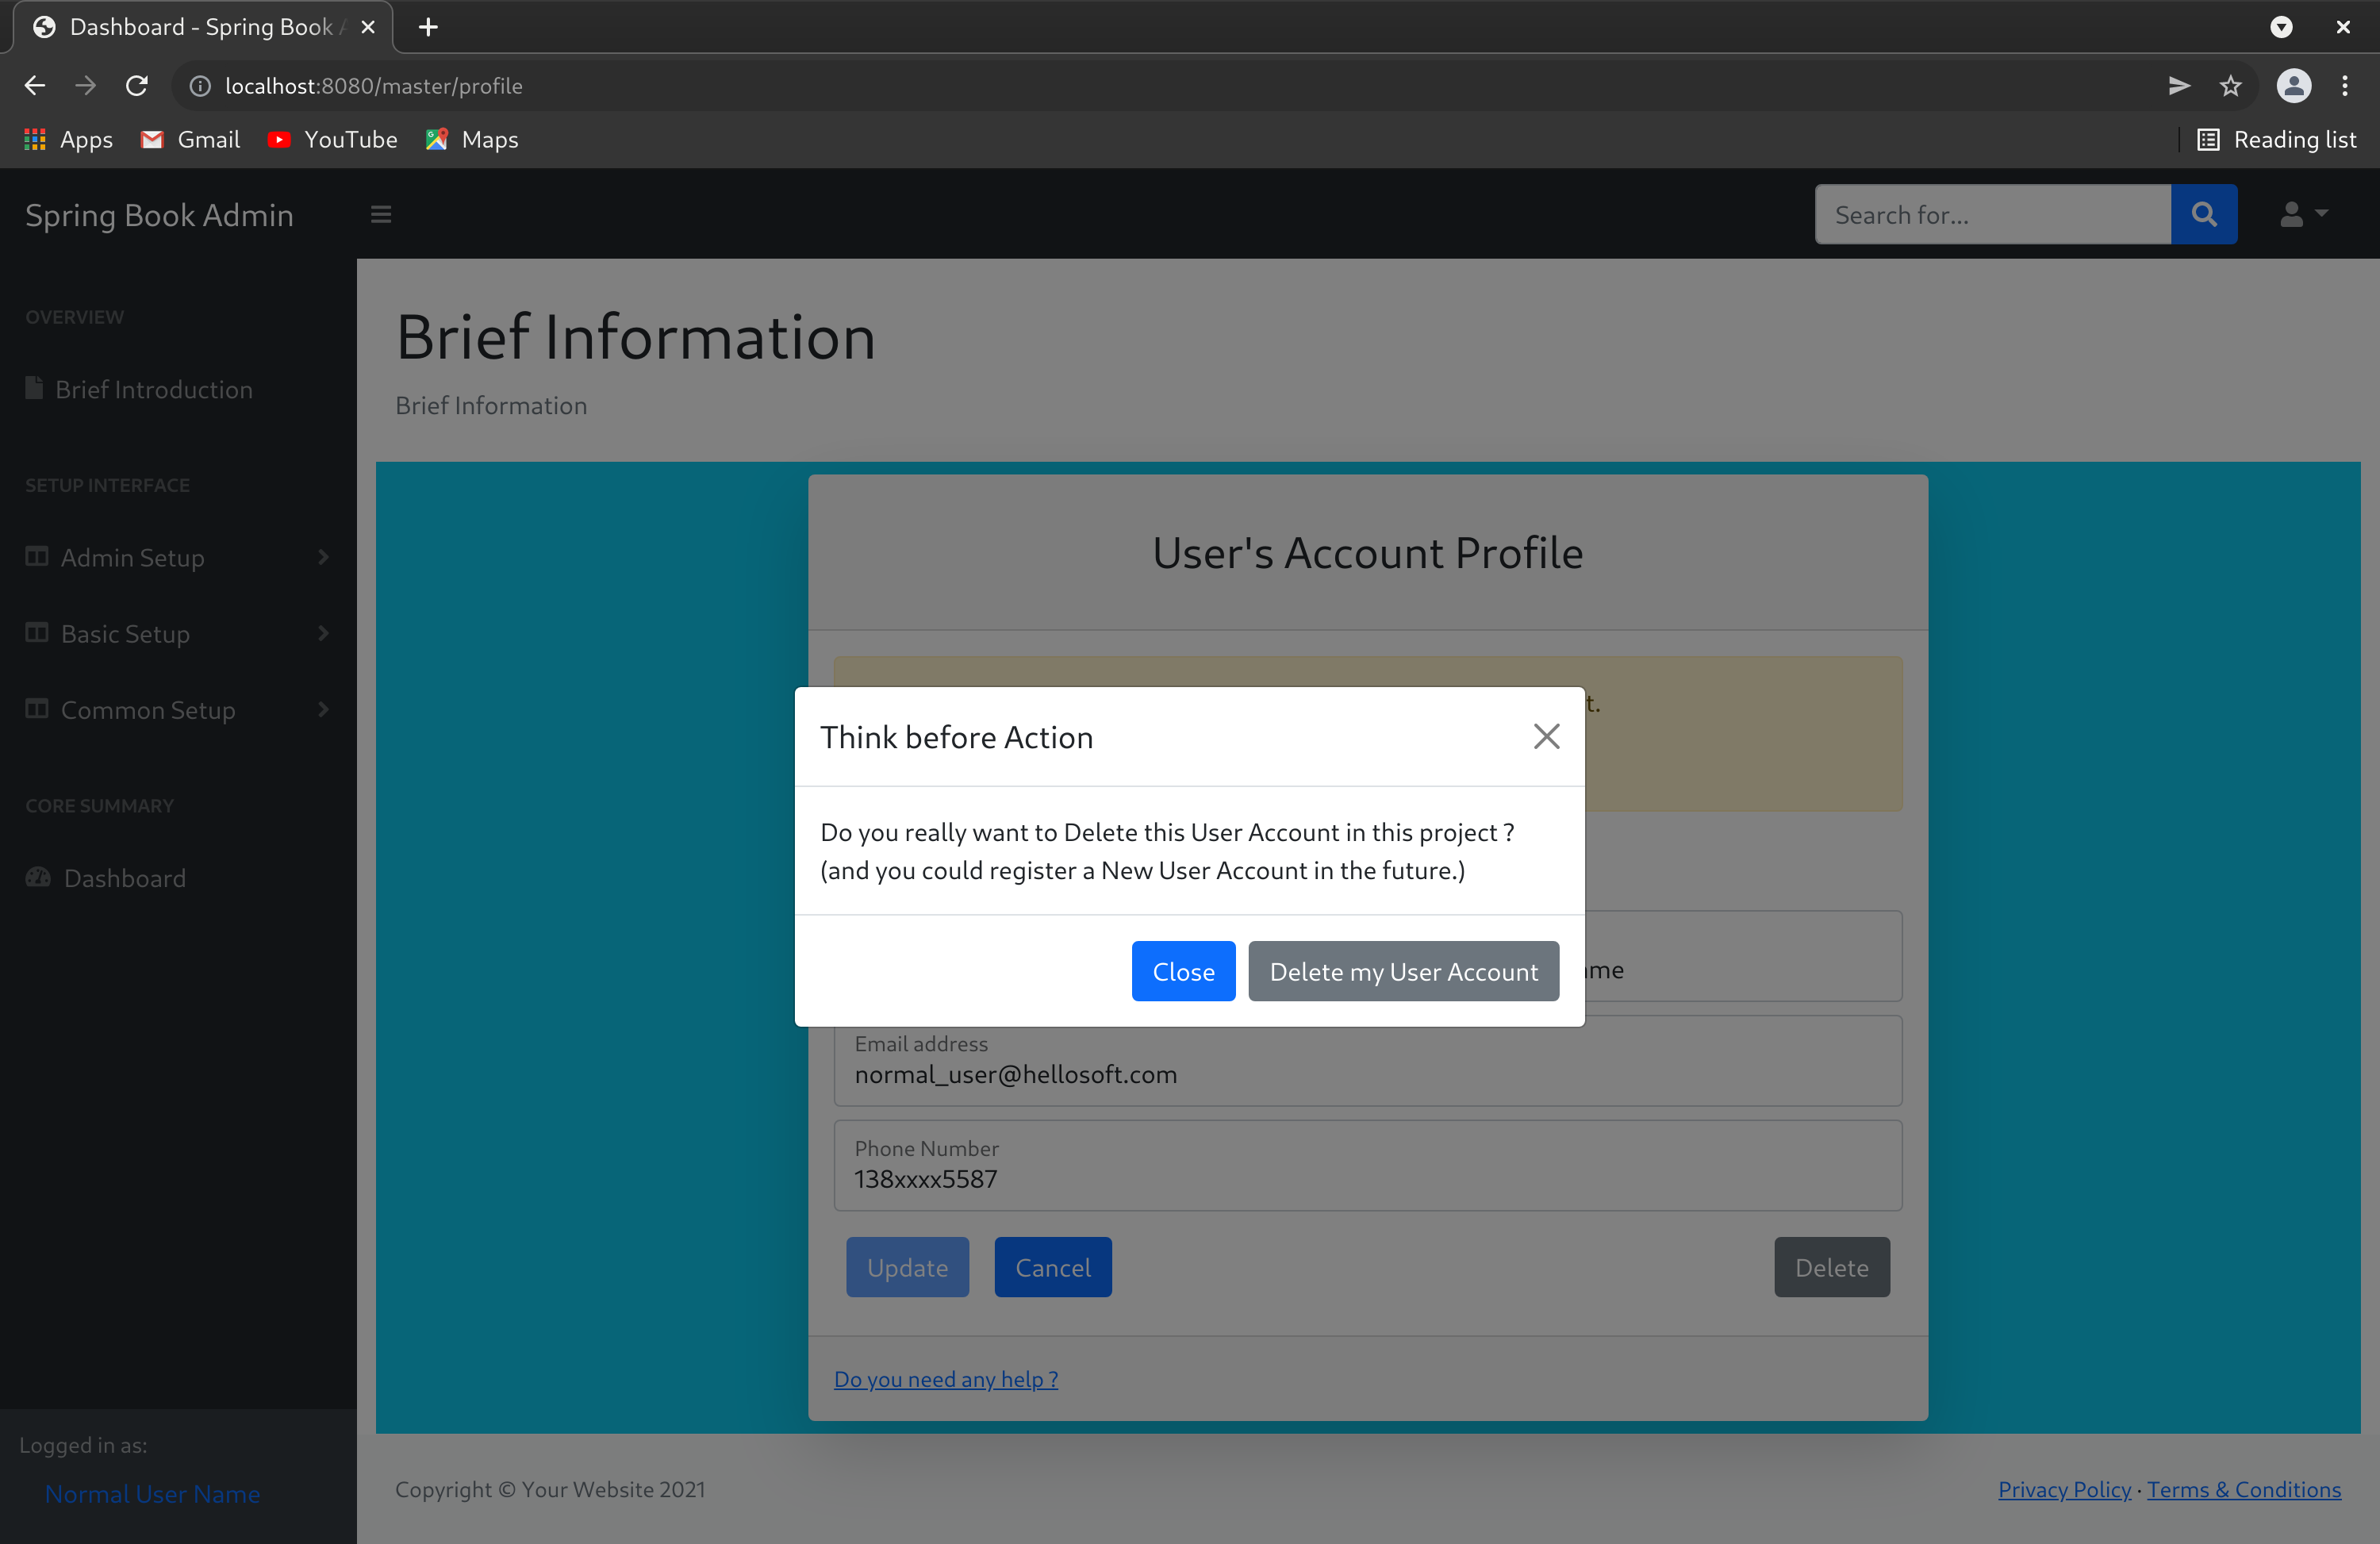 Dashboard - Spring Book
localhost:8080/master/profile
Apps
Gmail
YouTube
Maps
Reading list
Spring Book Admin
Search for...
OVERVIEW
Brief Introduction
SETUP INTERFACE
Admin Setup
Basic Setup
Common Setup
CORE SUMMARY
Dashboard
Logged in as:
Normal User Name
Brief Information
Brief Information
User's Account Profile
t.
Think before Action
Do you really want to Delete this User Account in this project ?
(and you could register a New User Account in the future.)
Close
Delete my User Account
me
Email address
normal_user@hellosoft.com
Phone Number
138xxxx5587
Update
Cancel
Delete
Do you need any help ?
Copyright © Your Website 2021
Privacy Policy · Terms & Conditions